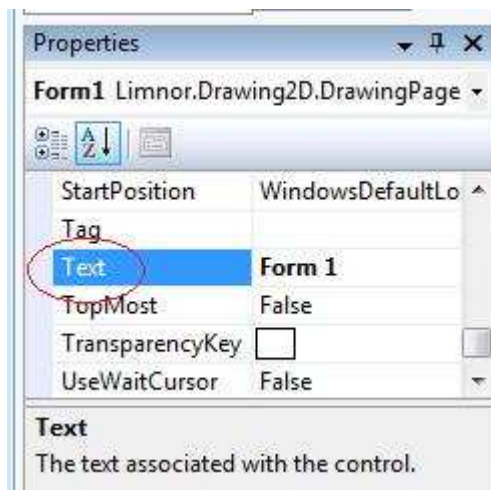 Properties
Form1 Limnor.Drawing2D.DrawingPage
A
Z
StartPosition WindowsDefaultLo
Tag
Text Form 1
TopMost False
TransparencyKey
UseWaitCursor False
Text
The text associated with the control.